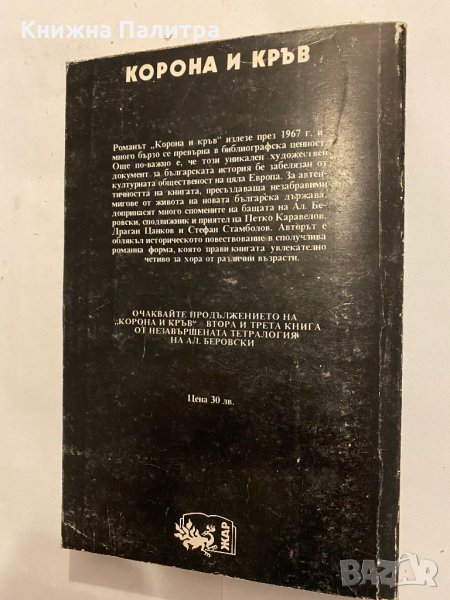 Книжна Палитра
КОРОНА И КРЪВ
Романът „Корона и кръв" излезе през 1967 г. и
много бързо се превърна в библиографска ценност.
Още по-важно е, че този уникален художествен
документ за българската история бе забелязан от
културната общественост на цяла Европа. За автен-
тичността на книгата, пресъздаваща незабравими
мигове от живота на новата българска държава,
допринасят много спомените на бащата на Ал. Бе-
ровски, сподвижник и приятел на Петко Каравелов,
Драган Цанков и Стефан Стамболов. Авторът е
облякъл историческото повествование в сполучлива
романна форма, която прави книгата увлекателно
четиво за хора от различни възрасти.
ОЧАКВАЙТЕ ПРОДЪЛЖЕНИЕТО НА
„КОРОНА И КРЪВ" – ВТОРА И ТРЕТА КНИГА
ОТ НЕЗАВЪРШЕНАТА ТЕТРАЛОГИЯ
НА АЛ. БЕРОВСКИ
Цена 30 лв.
ЖАР
BAZAR